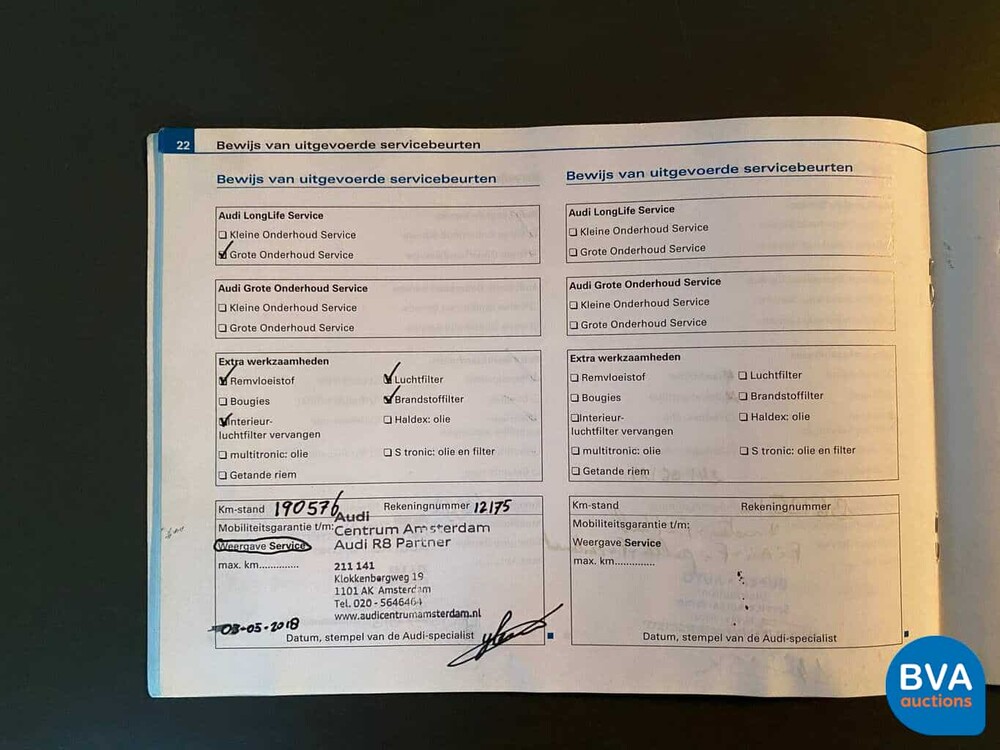 22 Bewijs van uitgevoerde servicebeurten
Bewijs van uitgevoerde servicebeurten
Audi LongLife Service
Kleine Onderhoud Service
Grote Onderhoud Service
Audi Grote Onderhoud Service
Kleine Onderhoud Service
Grote Onderhoud Service
Extra werkzaamheden
Remvloeistof
Luchtfilter
Bougies
Brandstoffilter
Interieur-
luchtfilter vervangen
Haldex: olie
multitronic: olie
S tronic: olie en filter
Getande riem
Km-stand 190576
Rekeningnummer 12175
Mobiliteitsgarantie t/m:
Weergave Service
max. km..............
Audi
Centrum Amsterdam
Audi R8 Partner
211 141
Klokkenbergweg 19
1101 AK Amsterdam
Tel. 020 - 5646464
www.audicentrumamsterdam.nl
03-05-2018
Datum, stempel van de Audi-specialist
Bewijs van uitgevoerde servicebeurten
Audi LongLife Service
Kleine Onderhoud Service
Grote Onderhoud Service
Audi Grote Onderhoud Service
Kleine Onderhoud Service
Grote Onderhoud Service
Extra werkzaamheden
Remvloeistof
Luchtfilter
Bougies
Brandstoffilter
Interieur-
luchtfilter vervangen
Haldex: olie
multitronic: olie
S tronic: olie en filter
Getande riem
Km-stand
Rekeningnummer
Mobiliteitsgarantie t/m:
Weergave Service
max. km..............
Datum, stempel van de Audi-specialist
BVA
auctions